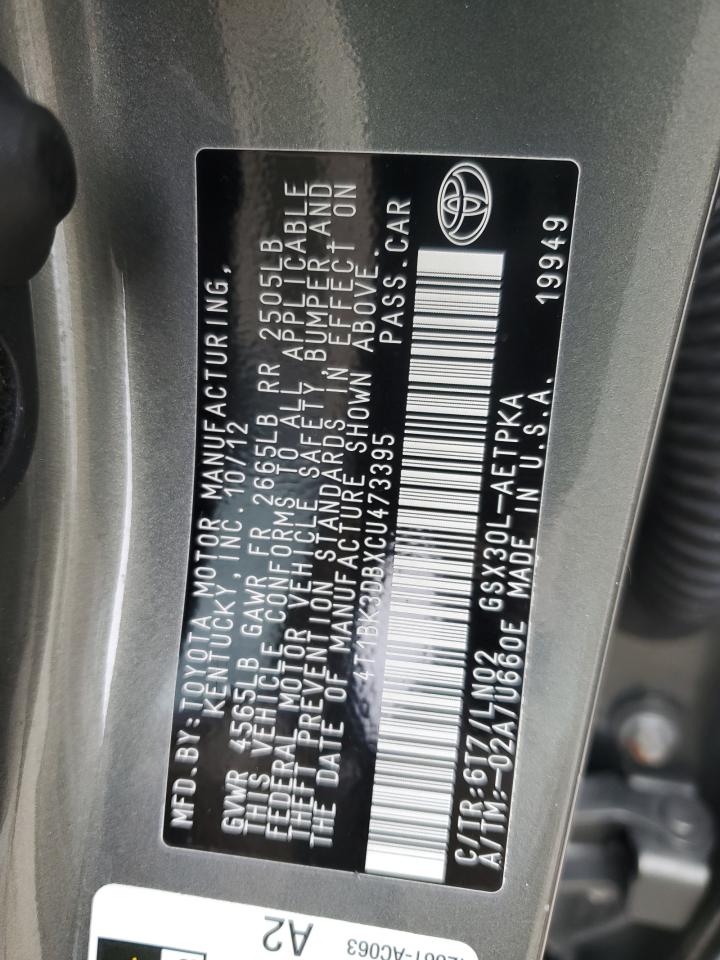 MFD.BY:TOYOTA MOTOR MANUFACTURING,
KENTUCKY,INC. 10/12
GVWR 4565LB GAWR FR 2665LB RR 2505LB
THIS VEHICLE CONFORMS TO ALL APPLICABLE
FEDERAL MOTOR VEHICLE SAFETY,BUMPER,AND
THEFT PREVENTION STANDARDS IN EFFECT ON
THE DATE OF MANUFACTURE SHOWN ABOVE.
4T1BK3DBXCU473395 PASS.CAR
C/TR:6T7/LN02 GSX30L-AETPKA
A/TM:-02A/U660E MADE IN U.S.A. 19949
A2